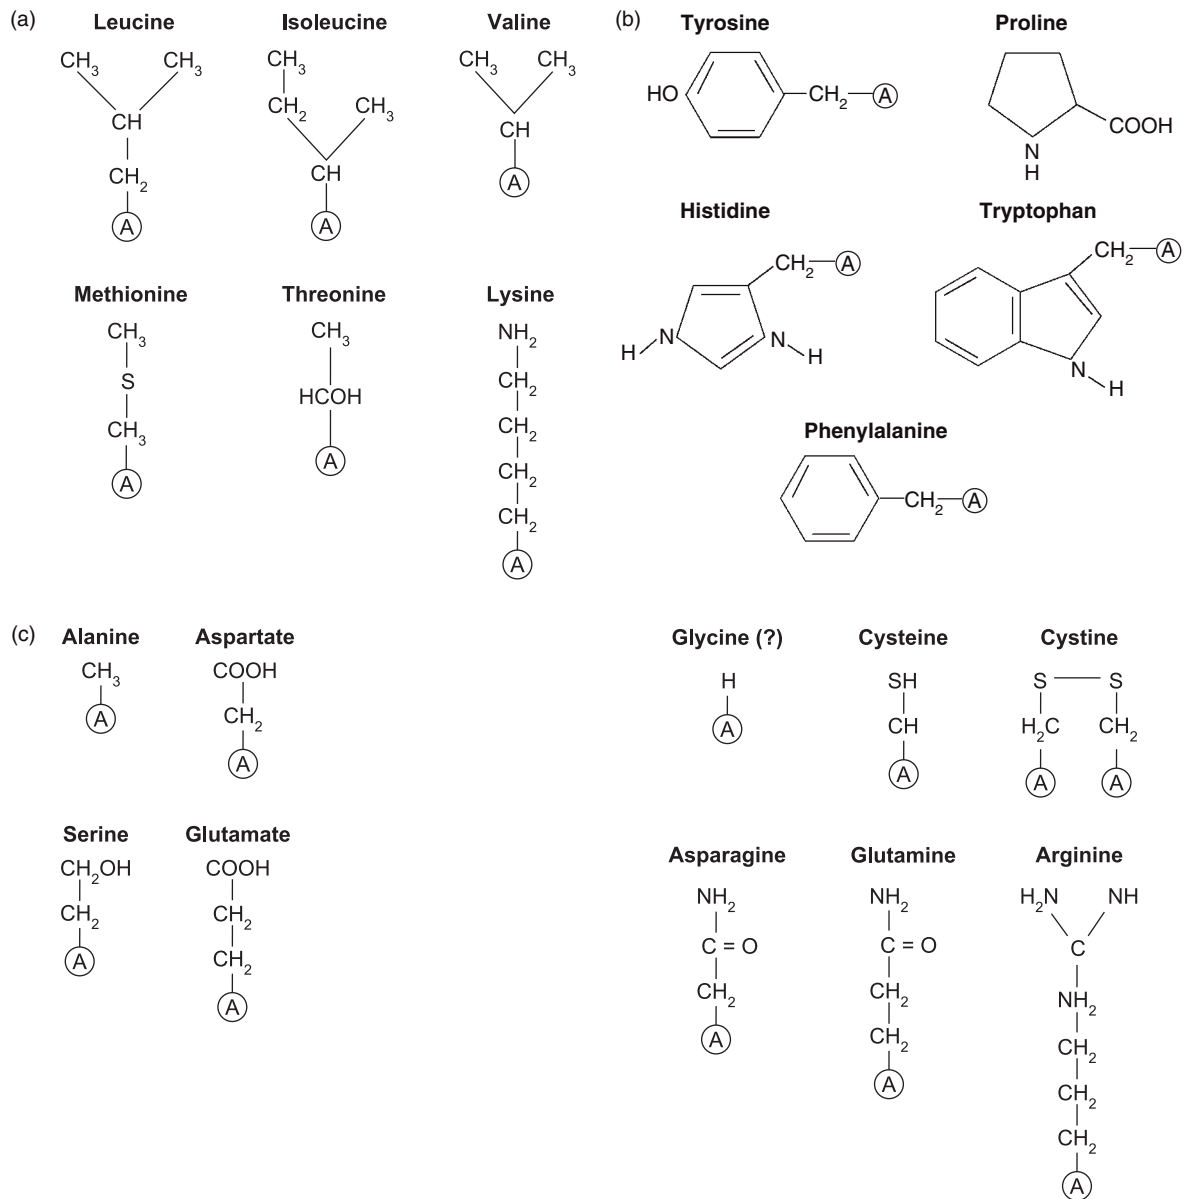 (a)
Leucine
CH3 CH3
CH
CH2
A
Isoleucine
CH3
CH2 CH3
CH
A
Valine
CH3 CH3
CH
A
Methionine
CH3
S
CH3
A
Threonine
CH3
HCOH
A
Lysine
NH2
CH2
CH2
CH2
CH2
A
(b)
Tyrosine
HO CH2 A
Proline
COOH
N
H
Histidine
CH2 A
H N N H
Tryptophan
CH2 A
N
H
Phenylalanine
CH2 A
(c)
Alanine
CH3
A
Aspartate
COOH
CH2
A
Serine
CH2OH
CH2
A
Glutamate
COOH
CH2
CH2
A
Glycine (?)
H
A
Cysteine
SH
CH
A
Cystine
S S
H2C CH2
A A
Asparagine
NH2
C = O
CH2
A
Glutamine
NH2
C = O
CH2
CH2
A
Arginine
H2N NH
C
NH2
CH2
CH2
CH2
A